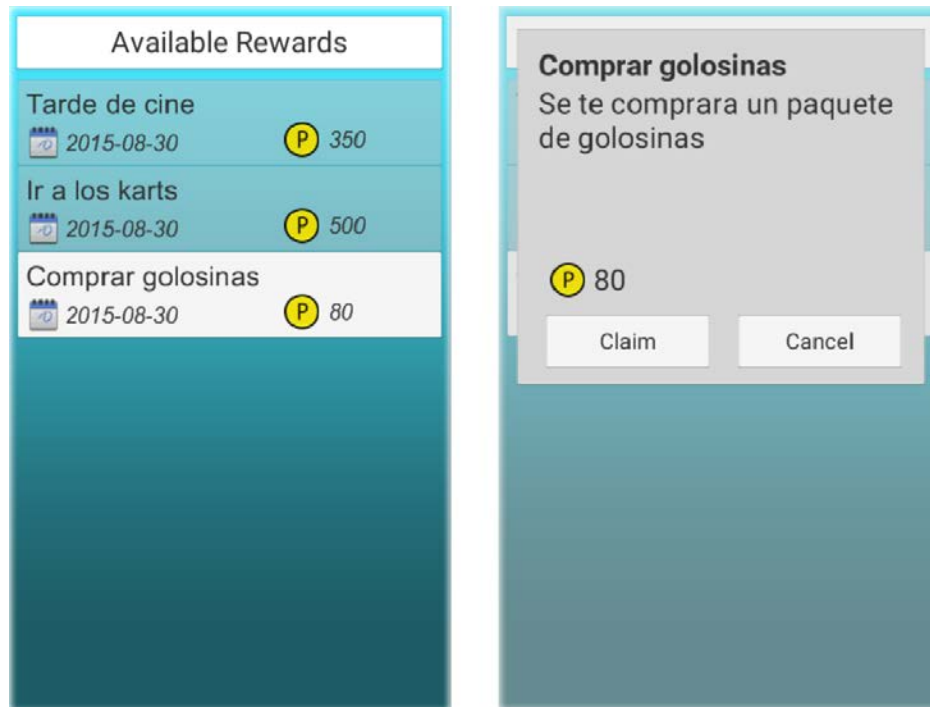 Available Rewards
Tarde de cine
2015-08-30 P 350
Ir a los karts
2015-08-30 P 500
Comprar golosinas
2015-08-30 P 80
Comprar golosinas
Se te comprara un paquete
de golosinas
P 80
Claim Cancel